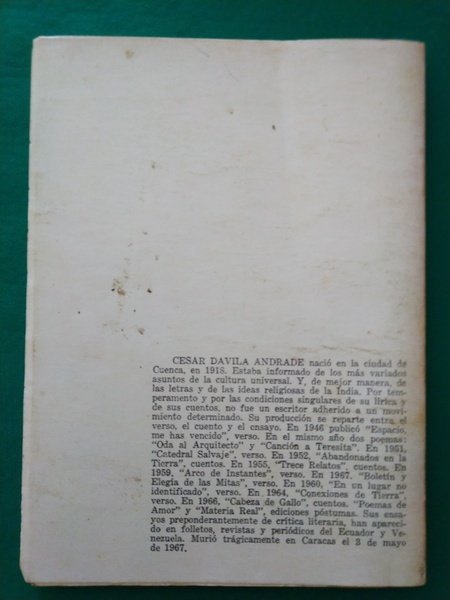 CESAR DAVILA ANDRADE nació en la ciudad de
Cuenca, en 1918. Estaba informado de los más variados
asuntos de la cultura universal. Y, de mejor manera, de
las letras y de las ideas religiosas de la India. Por tem-
peramento y por las condiciones singulares de su lírica y
de sus cuentos, no fue un escritor adherido a un movi-
miento determinado. Su producción se reparte entre el
verso, el cuento y el ensayo. En 1946 publicó "Espacio,
me has vencido", verso. En el mismo año dos poemas:
"Oda al Arquitecto" y "Canción a Teresita". En 1951,
"Catedral Salvaje", verso. En 1952, "Abandonados en la
Tierra", cuentos. En 1955, "Trece Relatos", cuentos. En
1959, "Arco de Instantes", verso. En 1967. "Boletín y
Elegía de las Mitas", verso. En 1960, "En un lugar no
identificado", verso. En 1964, "Conexiones de Tierra",
verso. En 1966, "Cabeza de Gallo", cuentos. "Poemas de
Amor" y "Materia Real", ediciones póstumas. Sus ensa-
yos preponderantemente de crítica literaria, han apareci-
do en folletos, revistas y periódicos del Ecuador y Ve-
nezuela. Murió trágicamente en Caracas el 2 de mayo
de 1967.